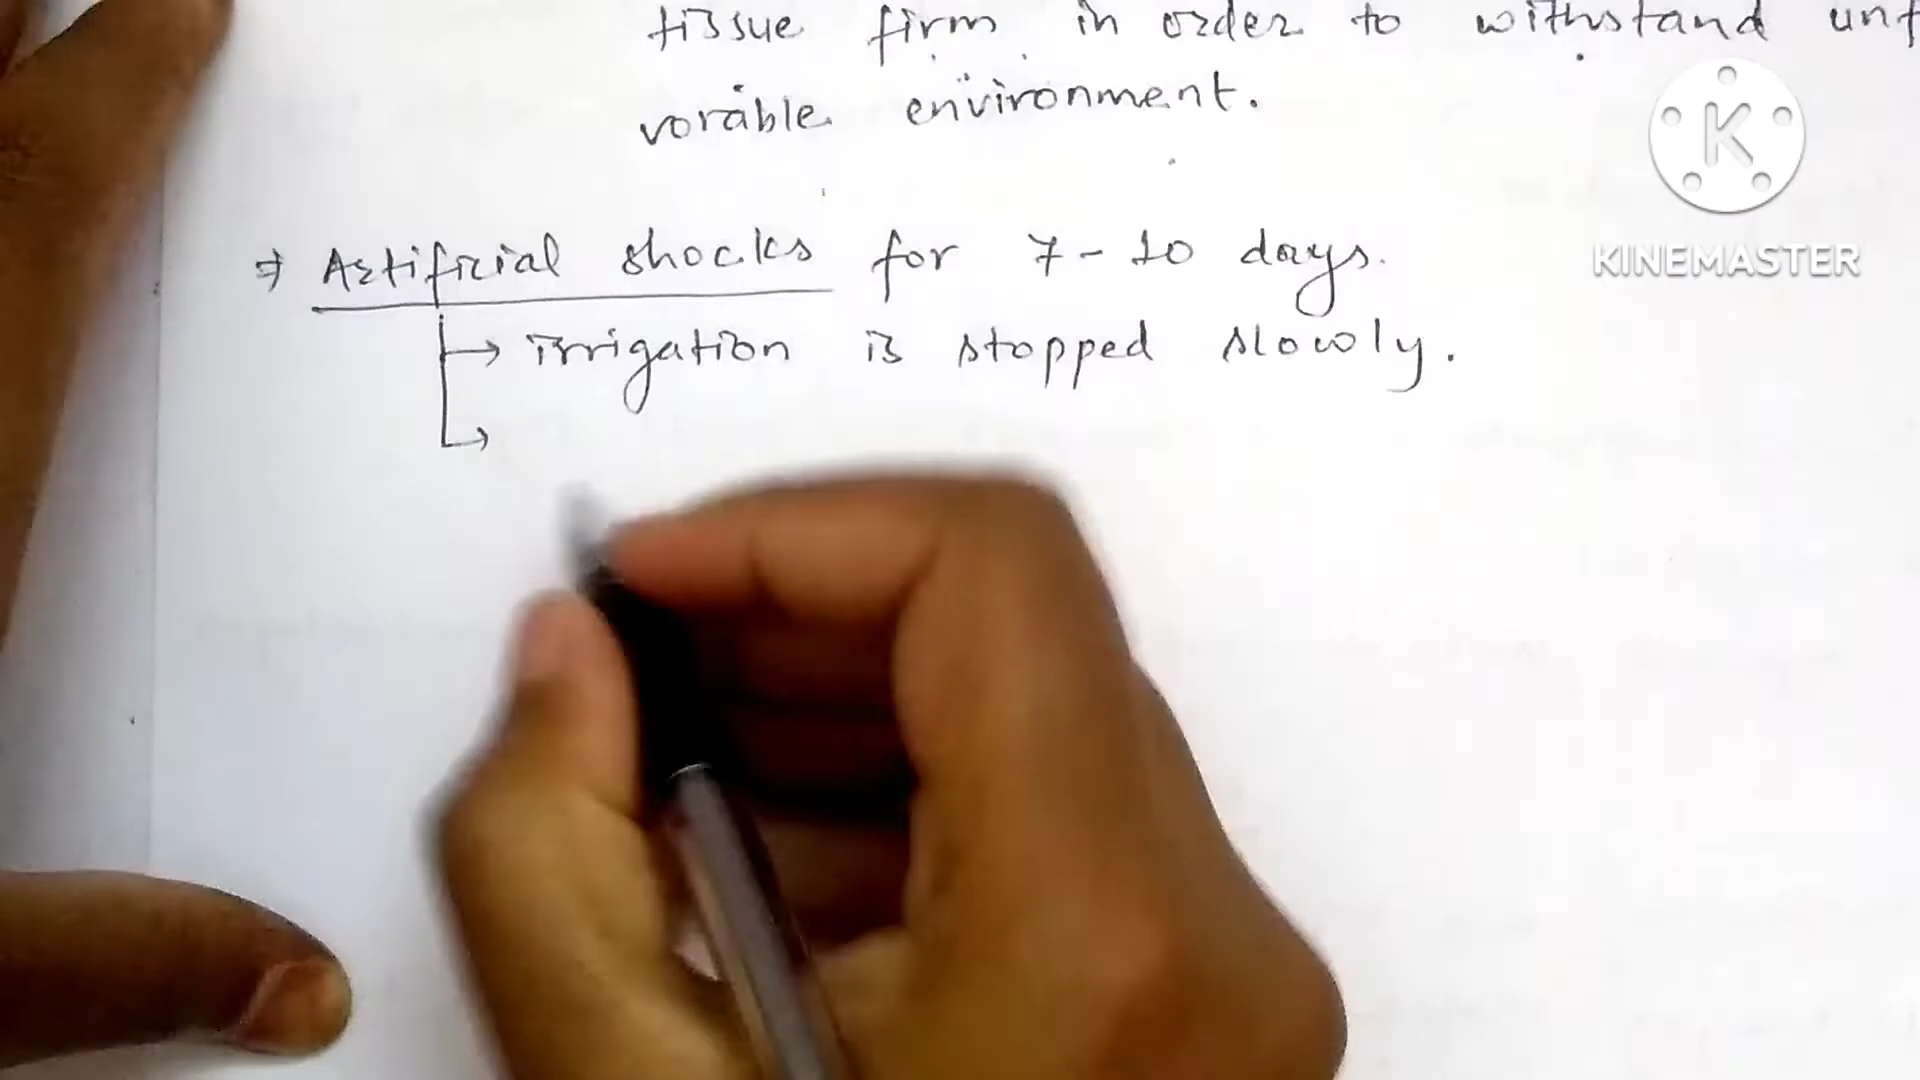 tissue firm in order to withstand unf
vorable environment.
⇒ Artificial shocks for 7-10 days.
→ irrigation is stopped slowly.
→
K
KINEMASTER